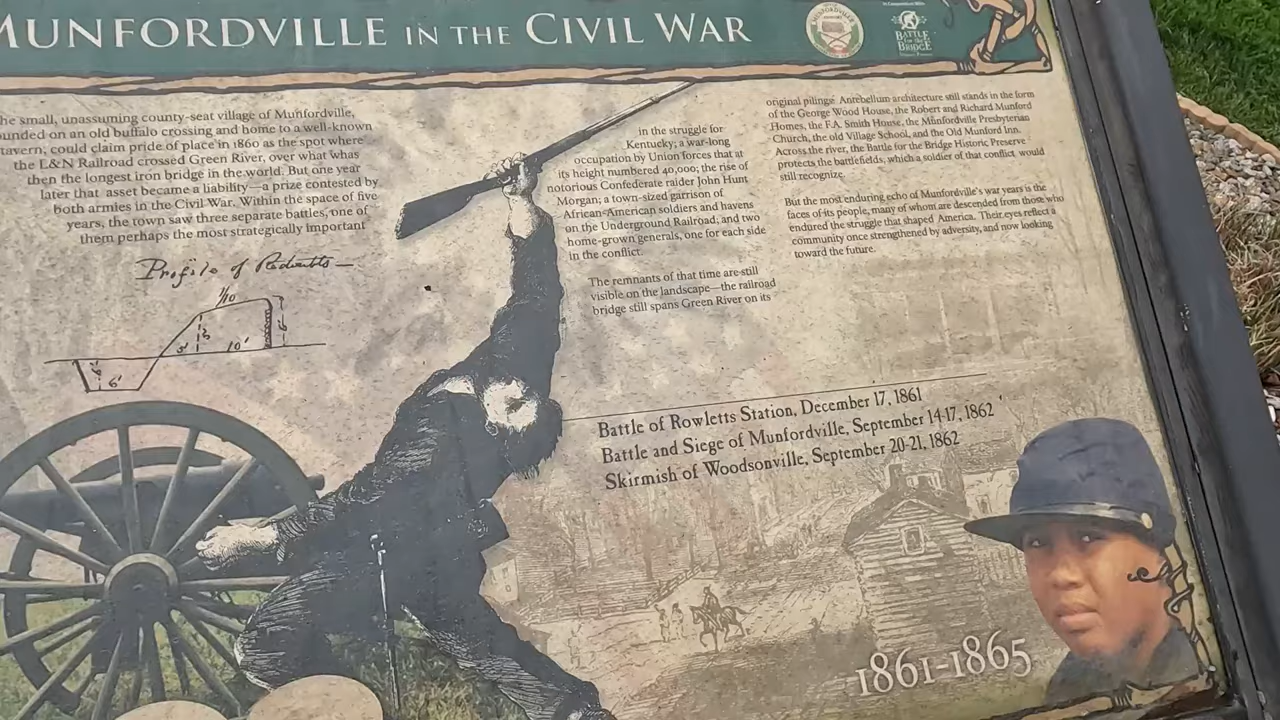 MUNFORDVILLE IN THE CIVIL WAR
MUNFORDVILLE
BATTLE
for the
BRIDGE
he small, unassuming county-seat village of Munfordville,
ounded on an old buffalo crossing and home to a well-known
tavern, could claim pride of place in 1860 as the spot where
the L&N Railroad crossed Green River, over what whas
then the longest iron bridge in the world. But one year
later that asset became a liability—a prize contested by
both armies in the Civil War. Within the space of five
years, the town saw three separate battles, one of
them perhaps the most strategically important
in the struggle for
Kentucky; a war-long
occupation by Union forces that at
its height numbered 40,000; the rise of
notorious Confederate raider John Hunt
Morgan; a town-sized garrison of
African-American soldiers and havens
on the Underground Railroad; and two
home-grown generals, one for each side
in the conflict.
The remnants of that time are still
visible on the landscape—the railroad
bridge still spans Green River on its
original pilings. Antebellum architecture still stands in the form
of the George Wood House, the Robert and Richard Munford
Homes, the F.A. Smith House, the Munfordville Presbyterian
Church, the old Village School, and the Old Munford Inn.
Across the river, the Battle for the Bridge Historic Preserve
protects the battlefields, which a soldier of that conflict would
still recognize.
But the most enduring echo of Munfordville's war years is the
faces of its people, many of whom are descended from those who
endured the struggle that shaped America. Their eyes reflect a
community once strengthened by adversity, and now looking
toward the future.
Profile of Redoubts
1/10
5'
10'
6'
Battle of Rowletts Station, December 17, 1861
Battle and Siege of Munfordville, September 14-17, 1862
Skirmish of Woodsonville, September 20-21, 1862
1861-1865